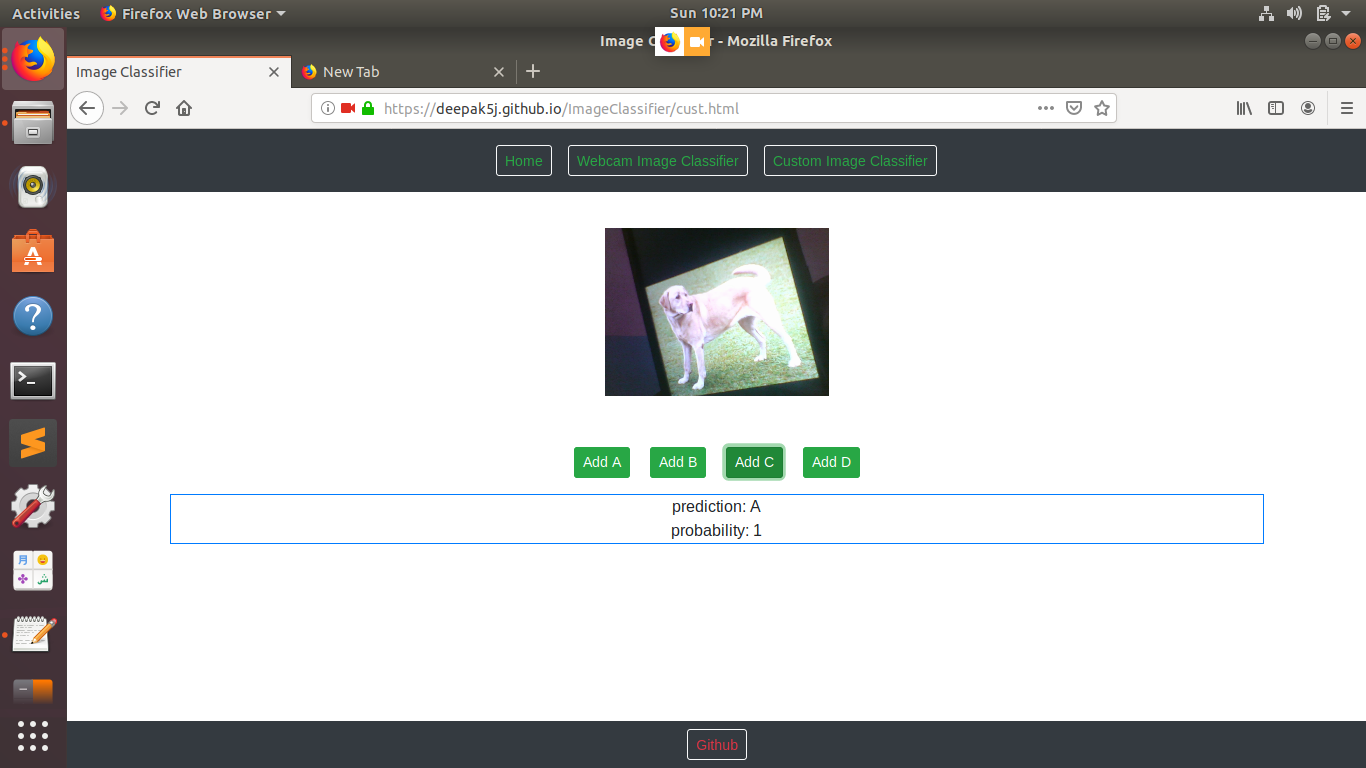 Activities Firefox Web Browser Sun 10:21 PM
Image C r - Mozilla Firefox
Image Classifier New Tab
https://deepak5j.github.io/ImageClassifier/cust.html
Home Webcam Image Classifier Custom Image Classifier
Add A Add B Add C Add D
prediction: A
probability: 1
Github